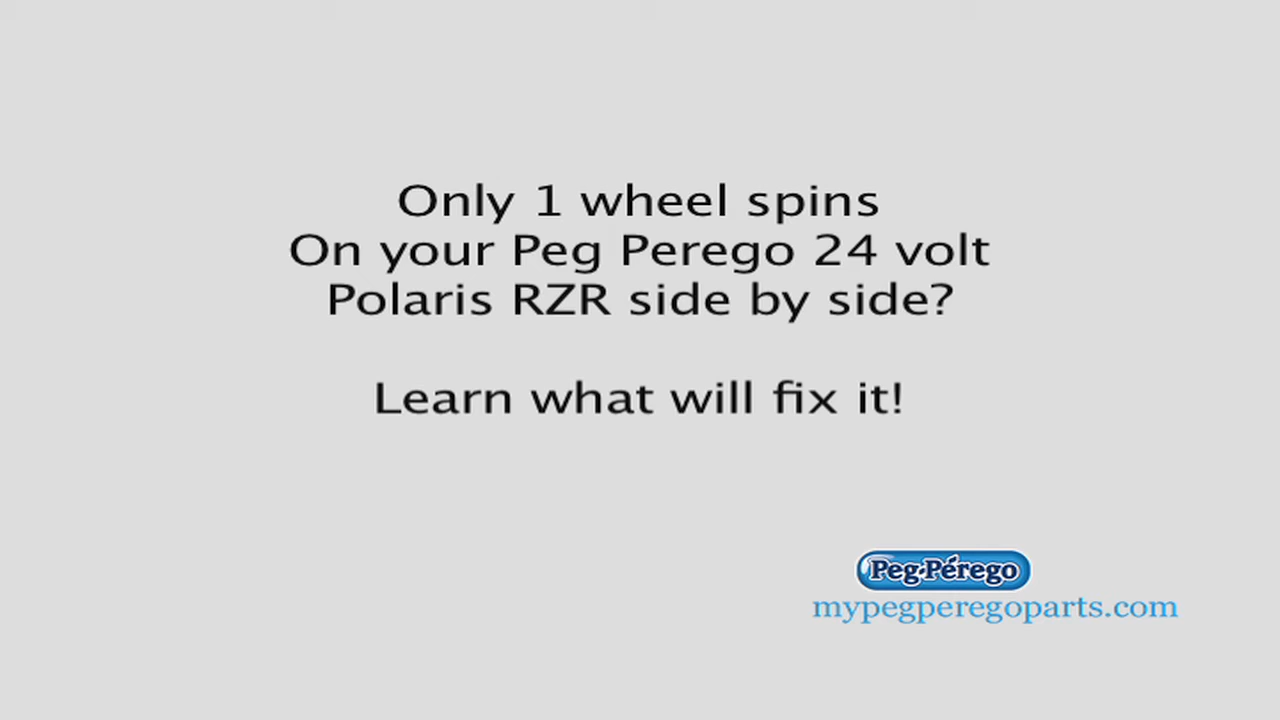 Only 1 wheel spins
On your Peg Perego 24 volt
Polaris RZR side by side?
Learn what will fix it!
Peg-Pérego
mypegperegoparts.com